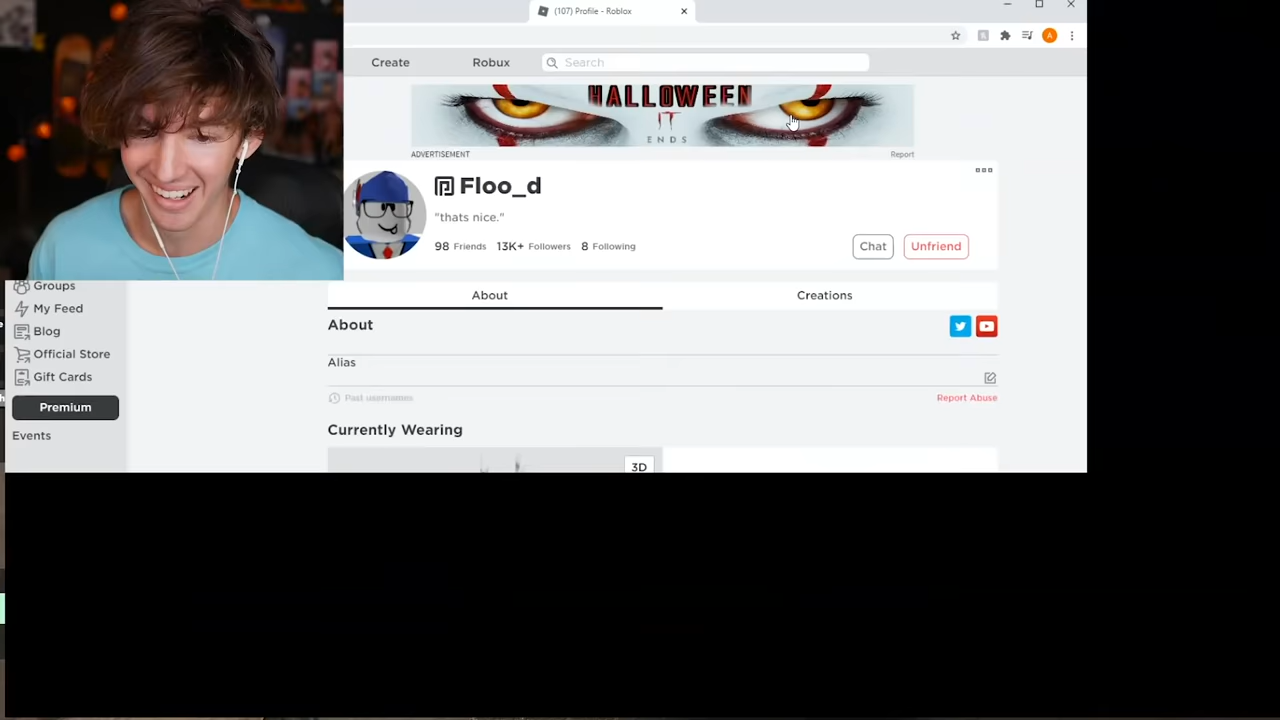 (107) Profile - Roblox
A
Create
Robux
Search
HALLOWEEN
IT
ENDS
ADVERTISEMENT
Report
Floo_d
"thats nice."
98 Friends 13K+ Followers 8 Following
Chat
Unfriend
Groups
My Feed
Blog
Official Store
Gift Cards
Premium
Events
About
Creations
About
Alias
Past usernames
Report Abuse
Currently Wearing
3D